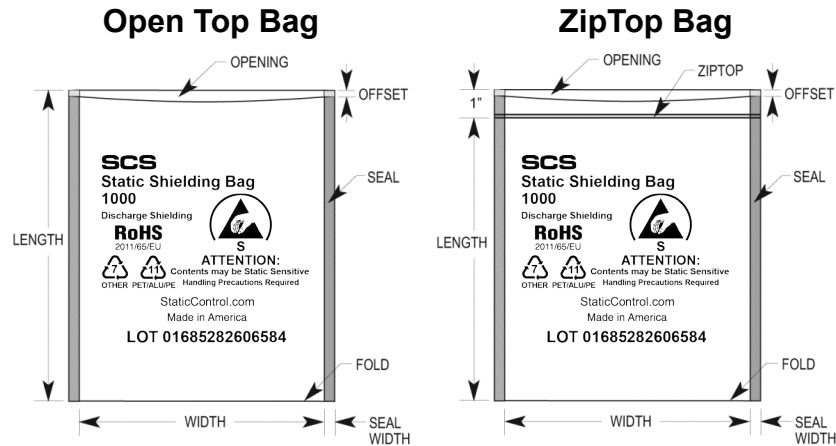 Open Top Bag
OPENING
OFFSET
SEAL
LENGTH
SCS
Static Shielding Bag
1000
Discharge Shielding
RoHS
2011/65/EU
S
ATTENTION:
Contents may be Static Sensitive
Handling Precautions Required
7
OTHER
11
PET/ALU/PE
StaticControl.com
Made in America
LOT 01685282606584
FOLD
WIDTH
SEAL
WIDTH
ZipTop Bag
OPENING
ZIPTOP
OFFSET
1"
SEAL
LENGTH
SCS
Static Shielding Bag
1000
Discharge Shielding
RoHS
2011/65/EU
S
ATTENTION:
Contents may be Static Sensitive
Handling Precautions Required
7
OTHER
11
PET/ALU/PE
StaticControl.com
Made in America
LOT 01685282606584
FOLD
WIDTH
SEAL
WIDTH